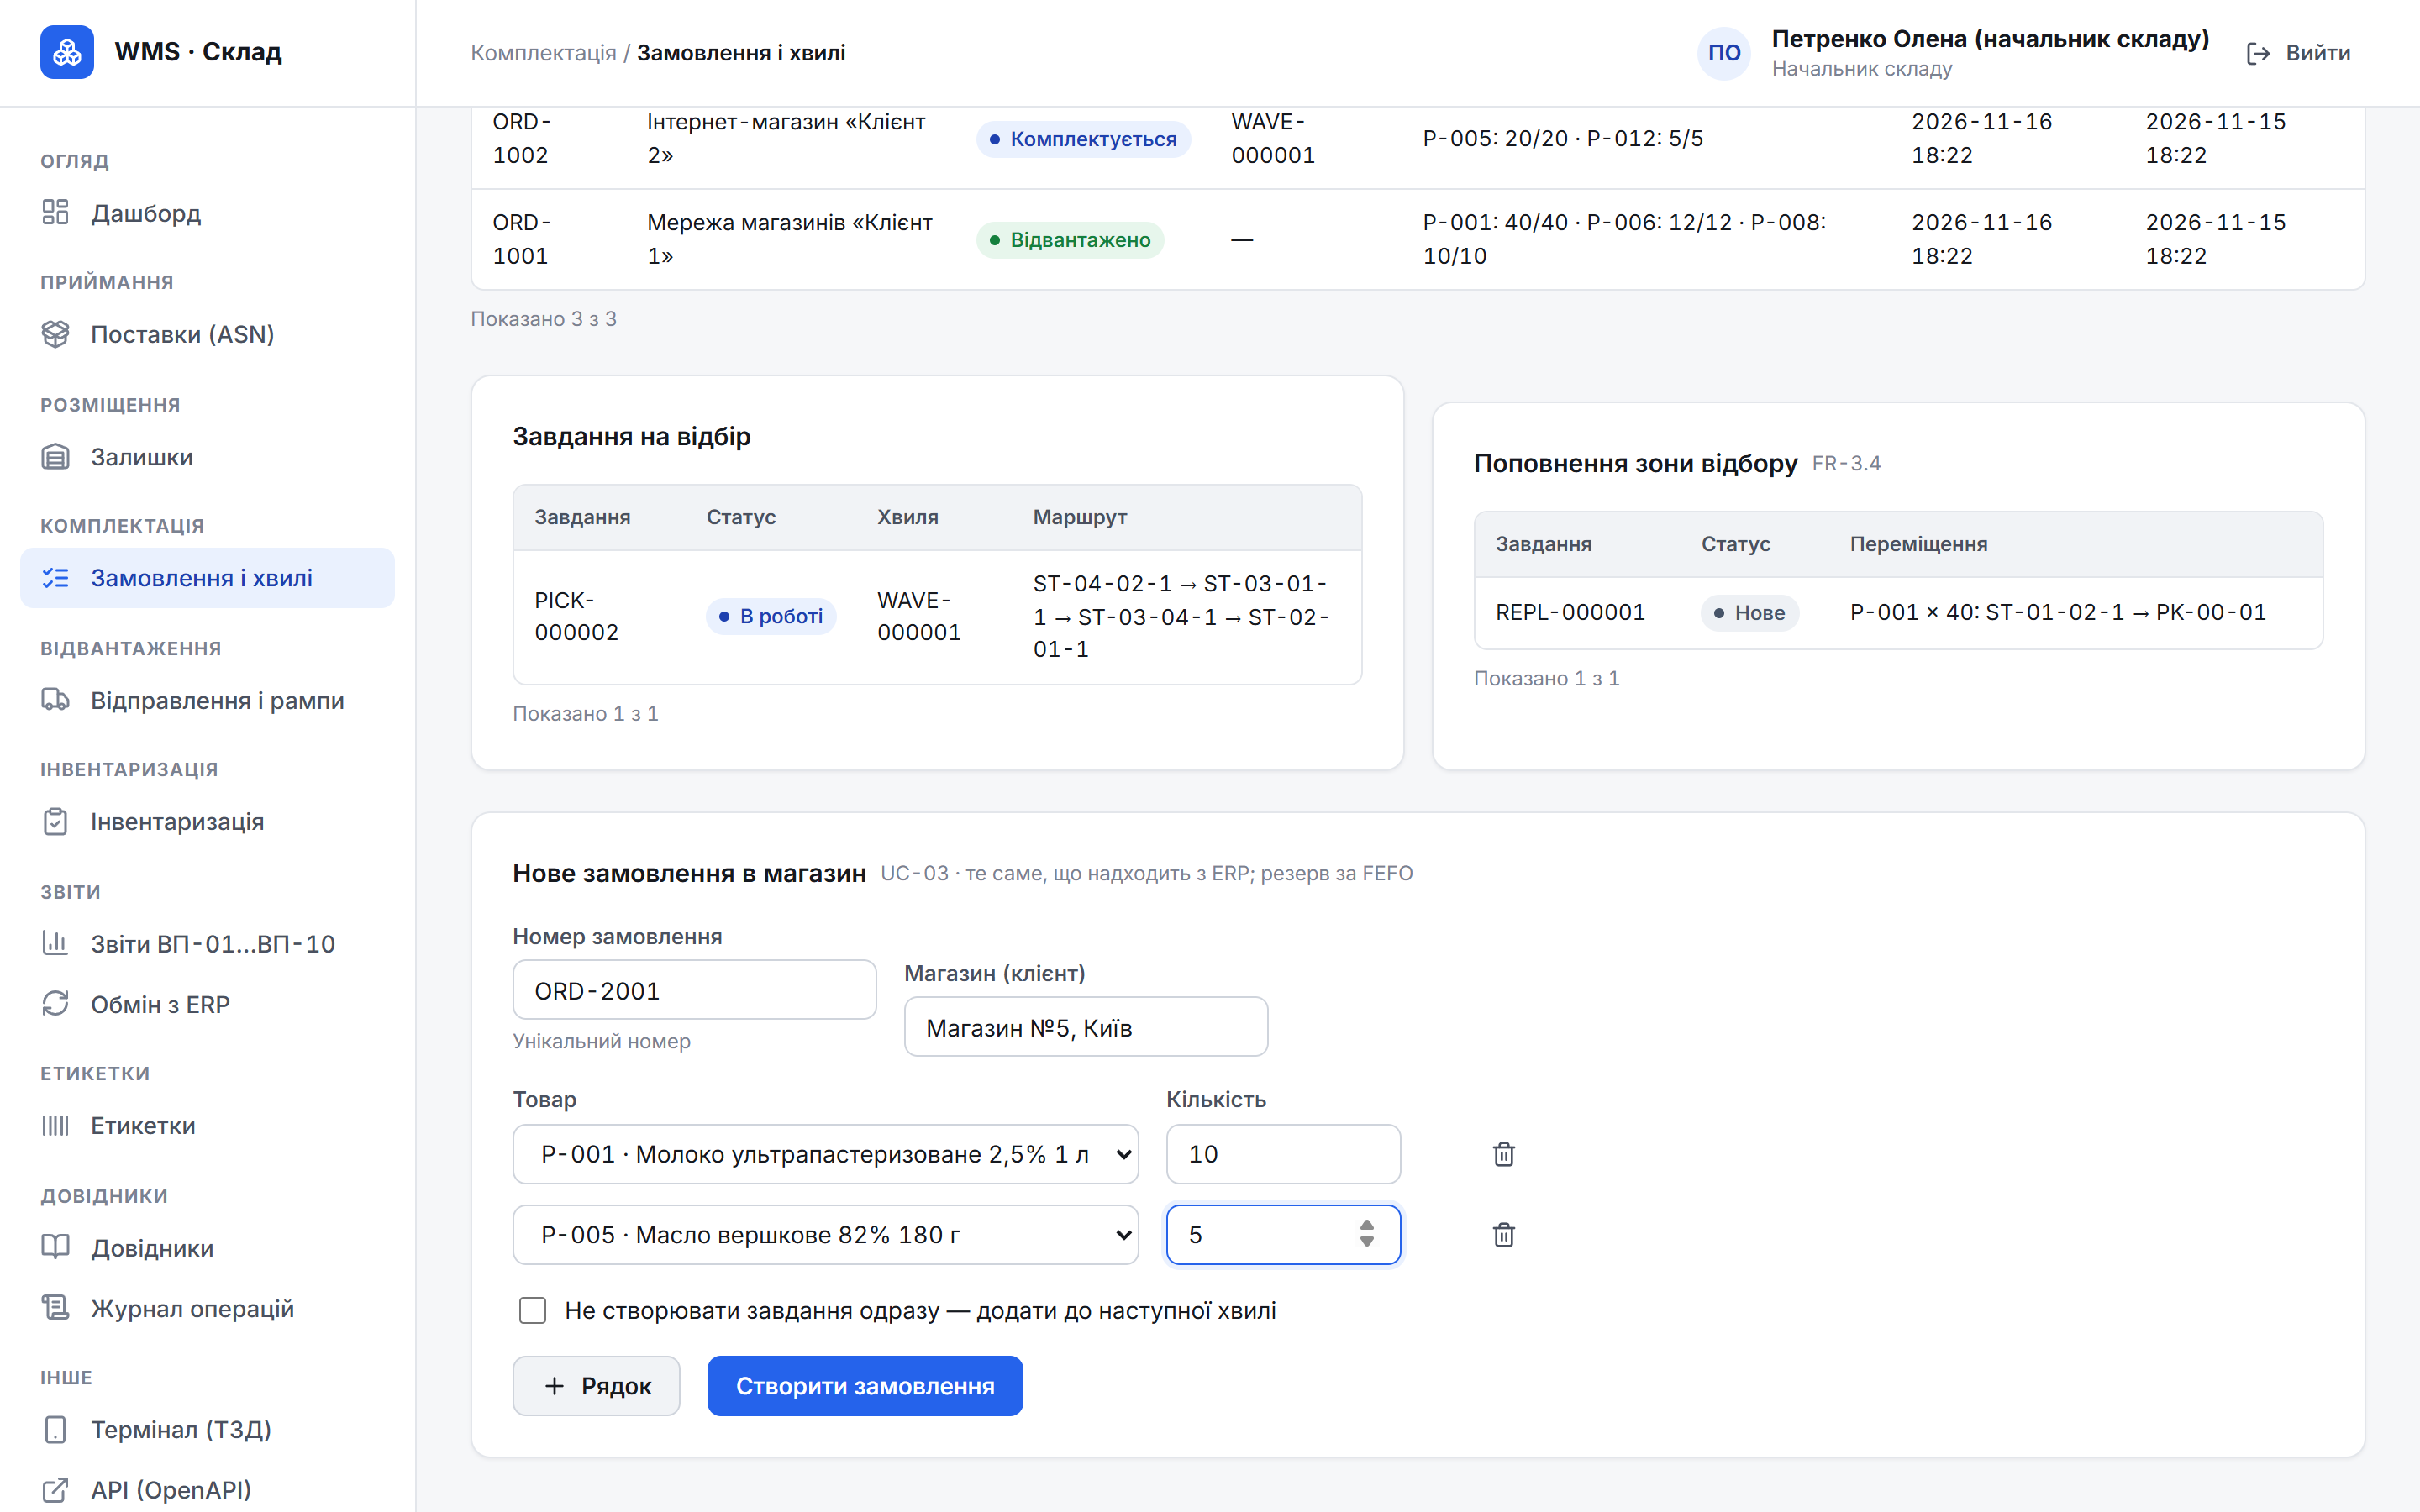 WMS · Склад
Комплектація / Замовлення і хвилі
ПО
Петренко Олена (начальник складу)
Начальник складу
Вийти
ОГЛЯД
Дашборд
ПРИЙМАННЯ
Поставки (ASN)
РОЗМІЩЕННЯ
Залишки
КОМПЛЕКТАЦІЯ
Замовлення і хвилі
ВІДВАНТАЖЕННЯ
Відправлення і рампи
ІНВЕНТАРИЗАЦІЯ
Інвентаризація
ЗВІТИ
Звіти ВП-01...ВП-10
Обмін з ERP
ЕТИКЕТКИ
Етикетки
ДОВІДНИКИ
Довідники
Журнал операцій
ІНШЕ
Термінал (ТЗД)
API (OpenAPI)
ORD-
1002
Інтернет-магазин «Клієнт
2»
Комплектується
WAVE-
000001
P-005: 20/20 · P-012: 5/5
2026-11-16
18:22
2026-11-15
18:22
ORD-
1001
Мережа магазинів «Клієнт
1»
Відвантажено
—
P-001: 40/40 · P-006: 12/12 · P-008:
10/10
2026-11-16
18:22
2026-11-15
18:22
Показано 3 з 3
Завдання на відбір
Завдання Статус Хвиля Маршрут
PICK-
000002
В роботі
WAVE-
000001
ST-04-02-1 → ST-03-01-
1 → ST-03-04-1 → ST-02-
01-1
Показано 1 з 1
Поповнення зони відбору FR-3.4
Завдання Статус Переміщення
REPL-000001 Нове P-001 × 40: ST-01-02-1 → PK-00-01
Показано 1 з 1
Нове замовлення в магазин UC-03 · те саме, що надходить з ERP; резерв за FEFO
Номер замовлення
ORD-2001
Унікальний номер
Магазин (клієнт)
Магазин №5, Київ
Товар Кількість
P-001 · Молоко ультрапастеризоване 2,5% 1 л 10
P-005 · Масло вершкове 82% 180 г 5
Не створювати завдання одразу — додати до наступної хвилі
Рядок Створити замовлення